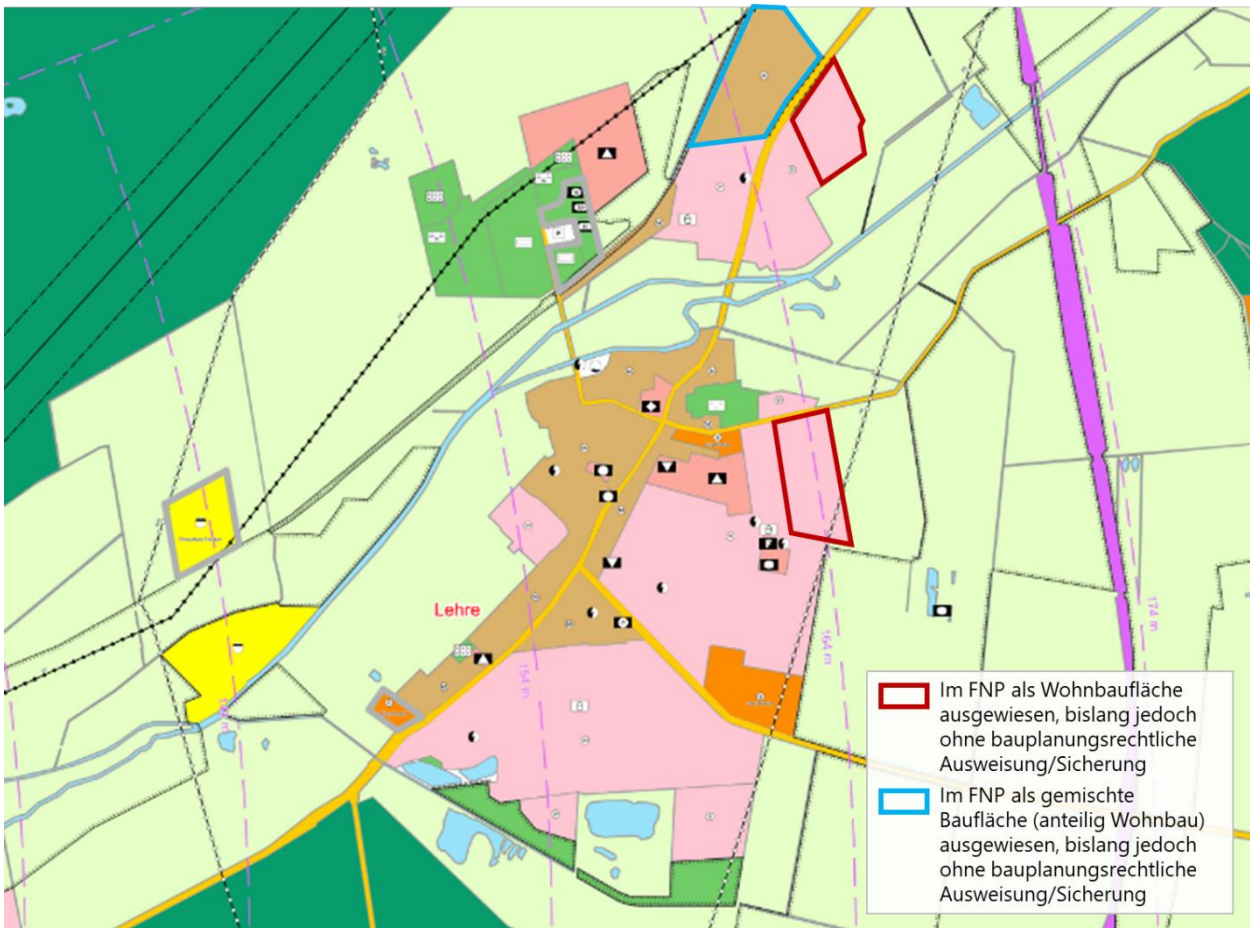 Lehre
154 m
164 m
174 m
Im FNP als Wohnbaufläche
ausgewiesen, bislang jedoch
ohne bauplanungsrechtliche
Ausweisung/Sicherung
Im FNP als gemischte
Baufläche (anteilig Wohnbau)
ausgewiesen, bislang jedoch
ohne bauplanungsrechtliche
Ausweisung/Sicherung